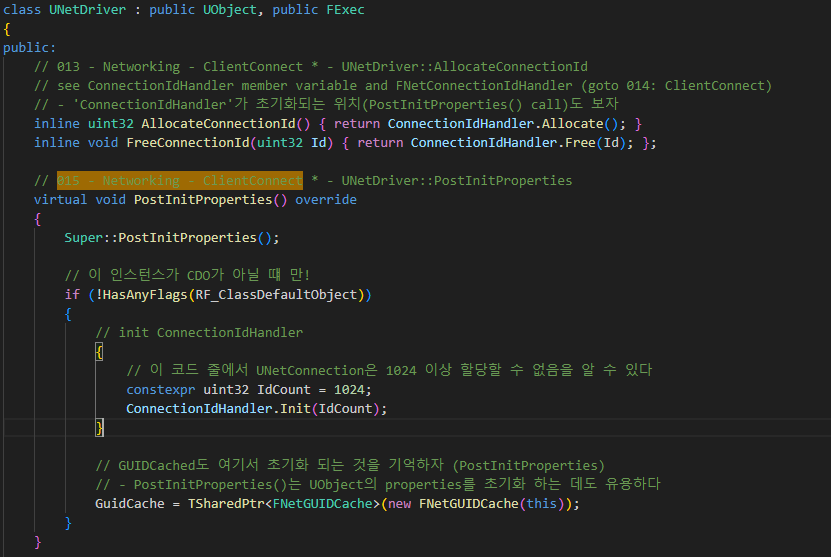 class UNetDriver : public UObject, public FExec
{
public:
// 013 - Networking - ClientConnect * - UNetDriver::AllocateConnectionId
// see ConnectionIdHandler member variable and FNetConnectionIdHandler (goto 014: ClientConnect)
// - 'ConnectionIdHandler'가 초기화되는 위치(PostInitProperties() call)도 보자
inline uint32 AllocateConnectionId() { return ConnectionIdHandler.Allocate(); }
inline void FreeConnectionId(uint32 Id) { return ConnectionIdHandler.Free(Id); };
// 015 - Networking - ClientConnect * - UNetDriver::PostInitProperties
virtual void PostInitProperties() override
{
Super::PostInitProperties();
// 이 인스턴스가 CDO가 아닐 떄 만!
if (!HasAnyFlags(RF_ClassDefaultObject))
{
// init ConnectionIdHandler
{
// 이 코드 줄에서 UNetConnection은 1024 이상 할당할 수 없음을 알 수 있다
constexpr uint32 IdCount = 1024;
ConnectionIdHandler.Init(IdCount);
}
// GUIDCached도 여기서 초기화 되는 것을 기억하자 (PostInitProperties)
// - PostInitProperties()는 UObject의 properties를 초기화 하는 데도 유용하다
GuidCache = TSharedPtr<FNetGUIDCache>(new FNetGUIDCache(this));
}
}